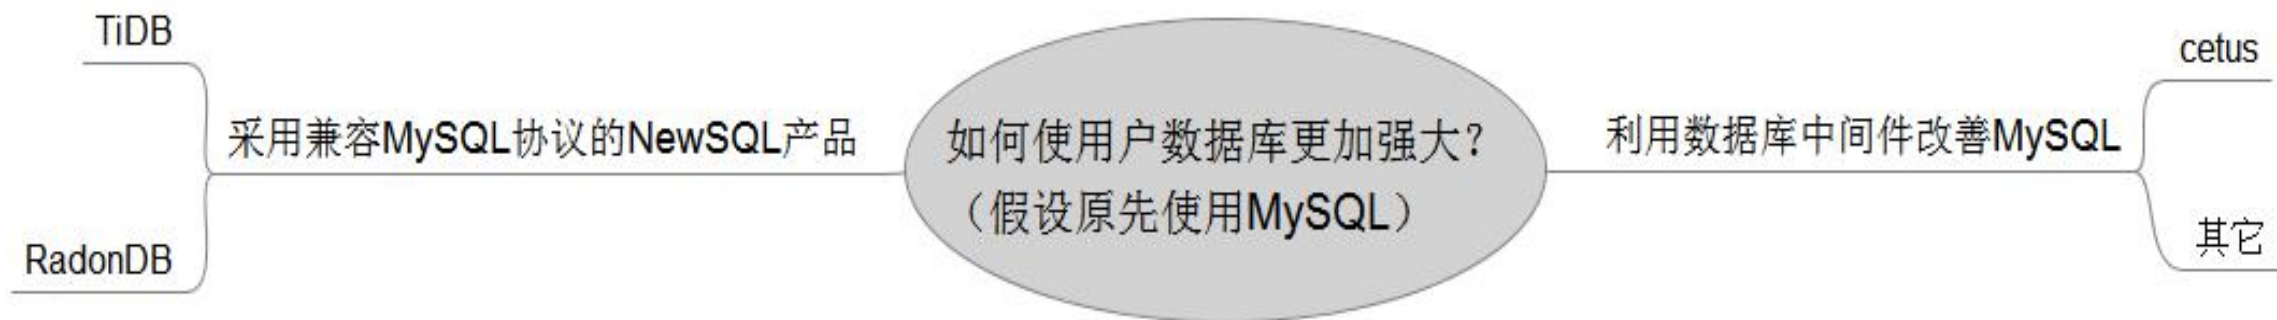 TiDB
采用兼容MySQL协议的NewSQL产品
RadonDB
如何使用户数据库更加强大?
（假设原先使用MySQL）
利用数据库中间件改善MySQL
cetus
其它